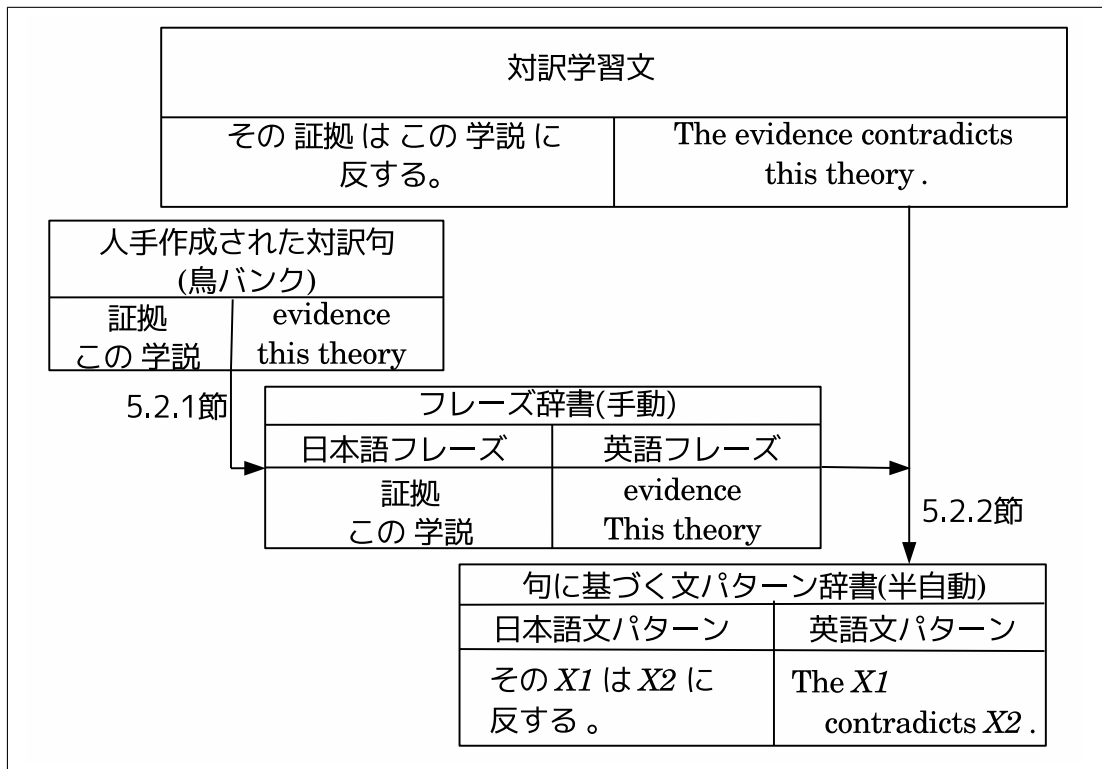 対訳学習文
その 証拠 は この 学説 に
反する。
The evidence contradicts
this theory .
人手作成された対訳句
(鳥バンク)
証拠
この 学説
evidence
this theory
5.2.1節
フレーズ辞書(手動)
日本語フレーズ
英語フレーズ
証拠
この 学説
evidence
This theory
5.2.2節
句に基づく文パターン辞書(半自動)
日本語文パターン
英語文パターン
その X1 は X2 に
反する 。
The X1
contradicts X2 .